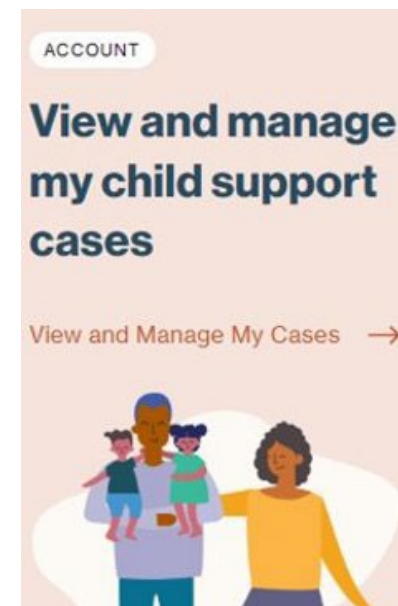 ACCOUNT
View and manage
my child support
cases
View and Manage My Cases →